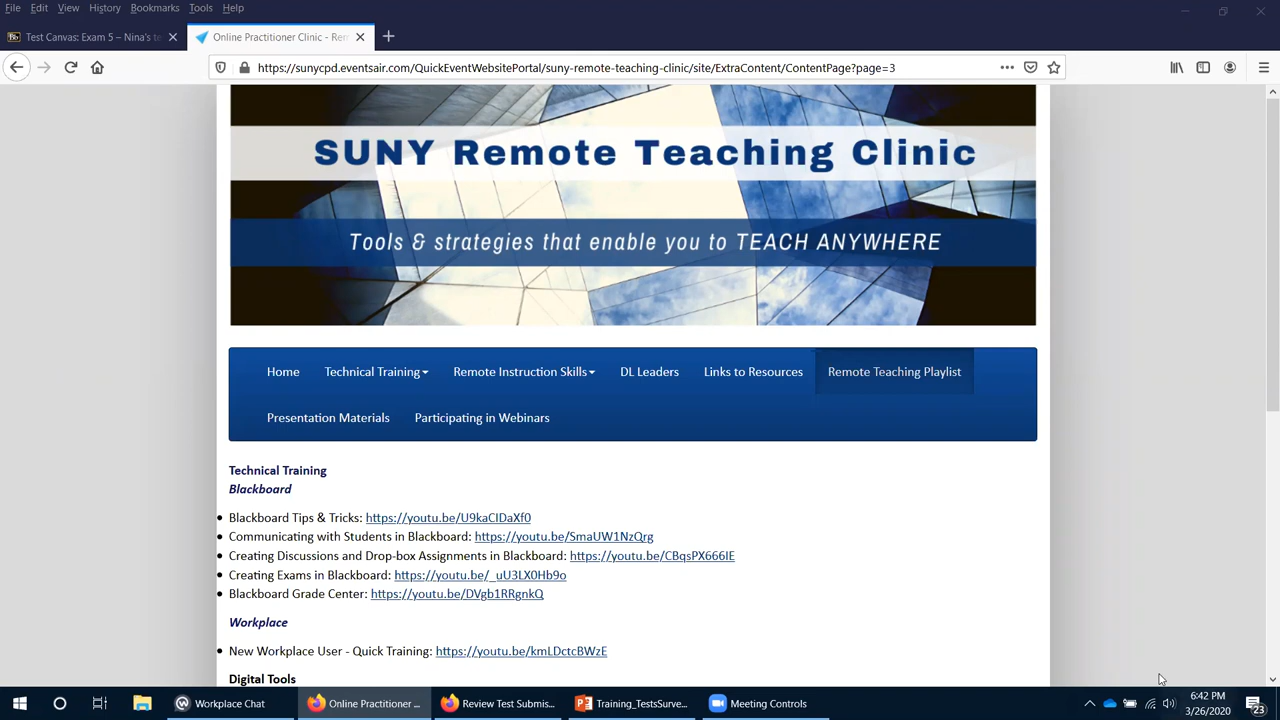 File Edit View History Bookmarks Tools Help
Test Canvas: Exam 5 – Nina's te
Online Practitioner Clinic - Rem
https://sunycpd.eventsair.com/QuickEventWebsitePortal/suny-remote-teaching-clinic/site/ExtraContent/ContentPage?page=3
SUNY Remote Teaching Clinic
Tools & strategies that enable you to TEACH ANYWHERE
Home Technical Training Remote Instruction Skills DL Leaders Links to Resources Remote Teaching Playlist
Presentation Materials Participating in Webinars
Technical Training
Blackboard
Blackboard Tips & Tricks: https://youtu.be/U9kaCIDaXf0
Communicating with Students in Blackboard: https://youtu.be/SmaUW1NzQrg
Creating Discussions and Drop-box Assignments in Blackboard: https://youtu.be/CBqsPX666IE
Creating Exams in Blackboard: https://youtu.be/_uU3LX0Hb9o
Blackboard Grade Center: https://youtu.be/DVgb1RRgnkQ
Workplace
New Workplace User - Quick Training: https://youtu.be/kmLDctcBWzE
Digital Tools
Workplace Chat
Online Practitioner ...
Review Test Submis...
Training_TestsSurve...
Meeting Controls
6:42 PM
3/26/2020
23